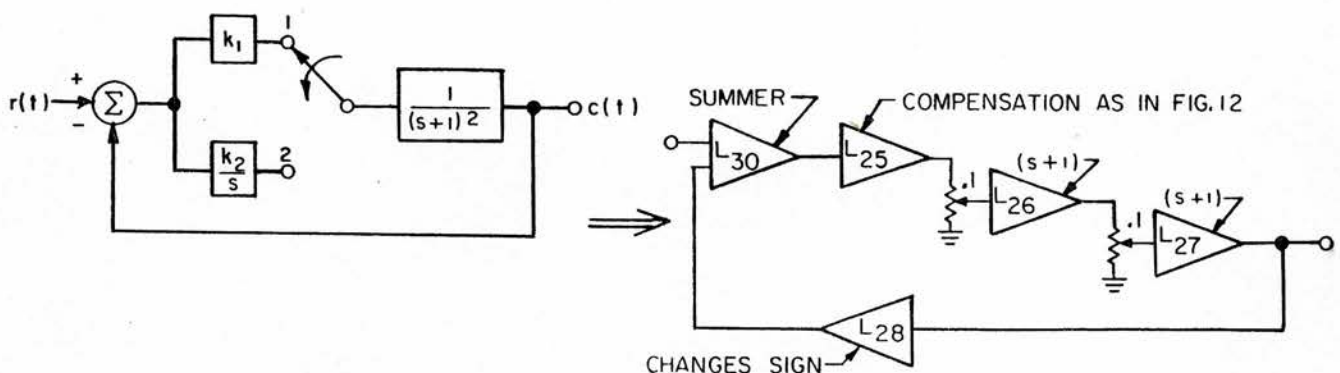 r(t)
+
−
Σ
k1
1
k2
s
2
1
(s+1)2
c(t)
SUMMER
COMPENSATION AS IN FIG.12
L30
L25
.1
(s+1)
L26
.1
(s+1)
L27
L28
CHANGES SIGN